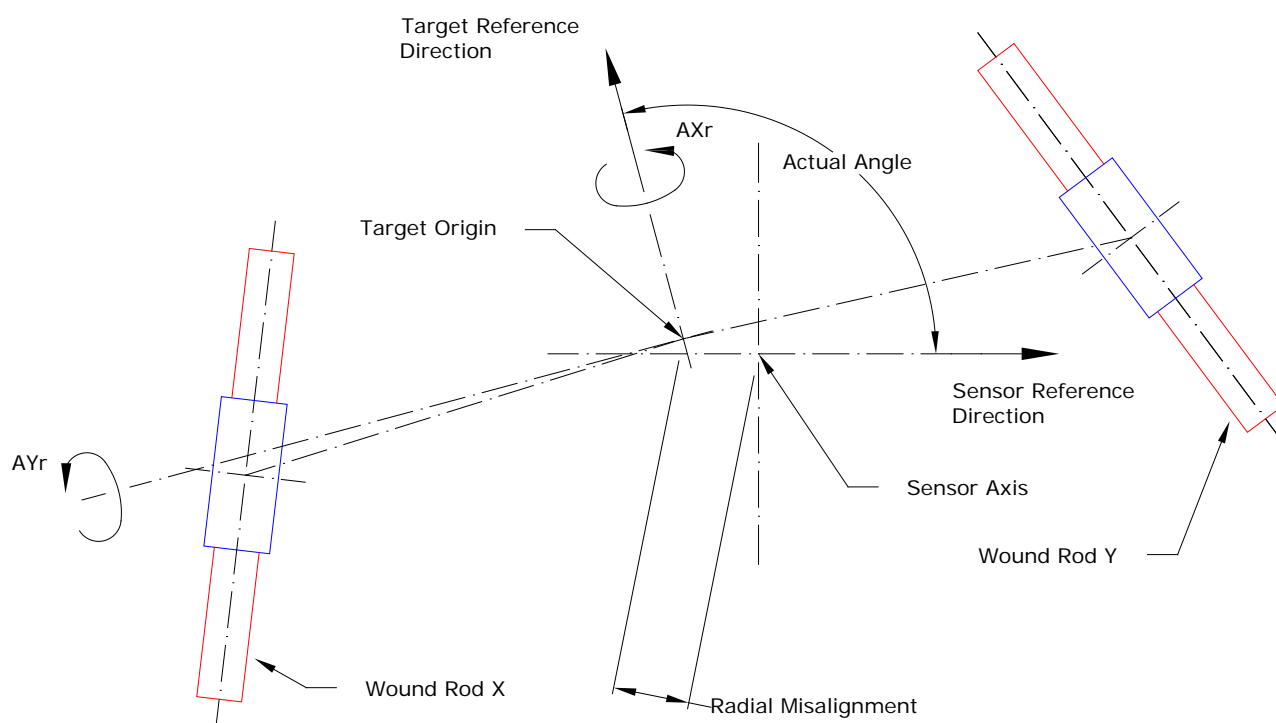 Target Reference
Direction
AXr
Actual Angle
Target Origin
Sensor Reference
Direction
AYr
Sensor Axis
Wound Rod Y
Wound Rod X
Radial Misalignment